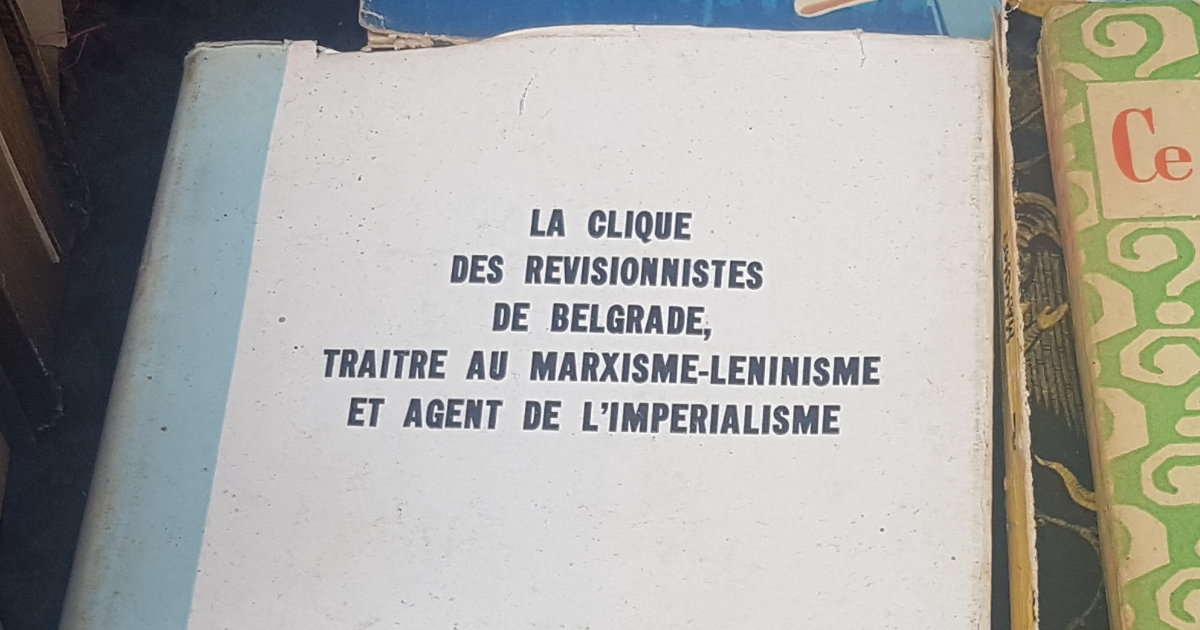 LA CLIQUE
DES REVISIONNISTES
DE BELGRADE,
TRAITRE AU MARXISME-LENINISME
ET AGENT DE L'IMPERIALISME
Ce